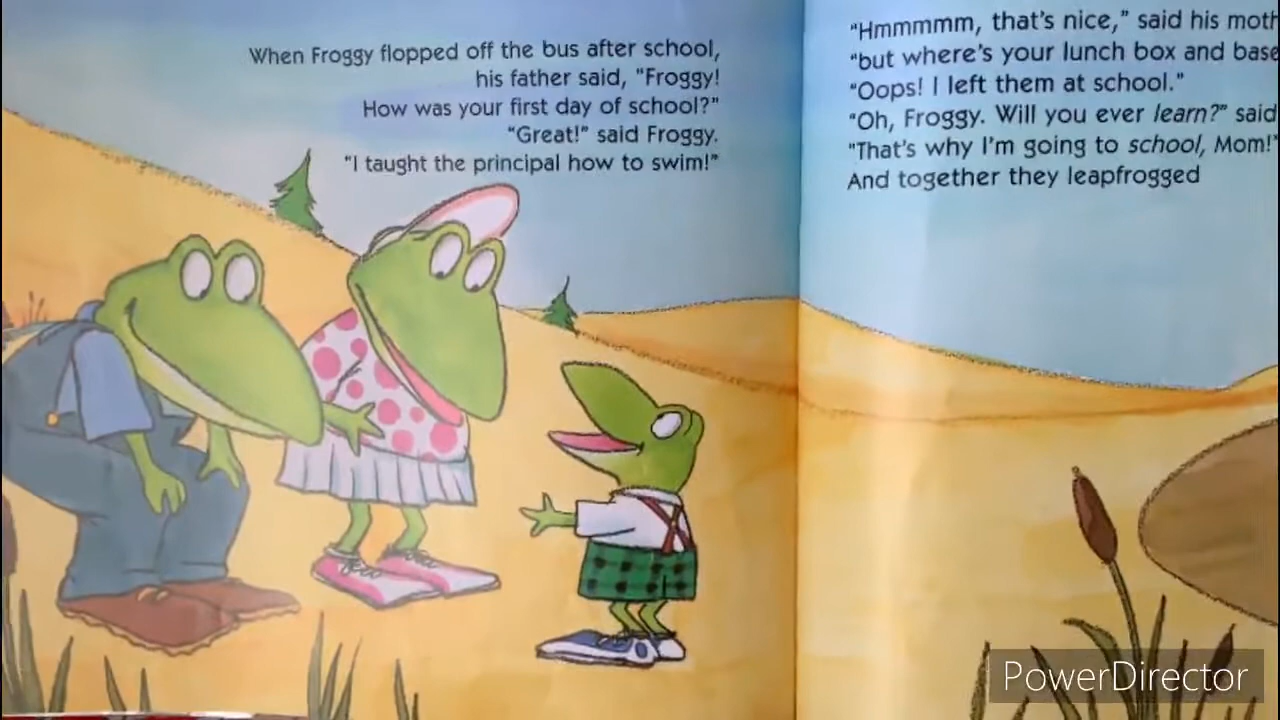 When Froggy flopped off the bus after school,
his father said, "Froggy!
How was your first day of school?"
"Great!" said Froggy.
"I taught the principal how to swim!"
"Hmmmmm, that's nice," said his
"but where's your lunch box and
"Oops! I left them at school."
"Oh, Froggy. Will you ever learn?" said
"That's why I'm going to school, Mom!"
And together they leapfrogged
PowerDirector